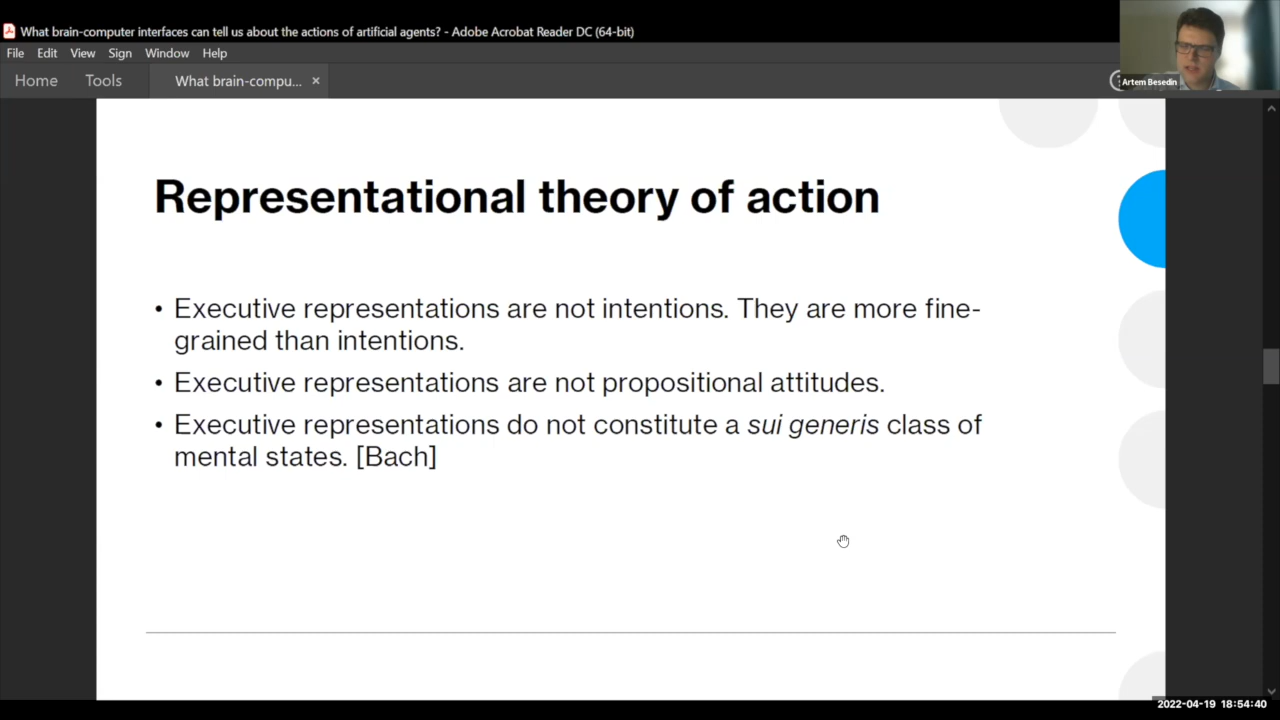 What brain-computer interfaces can tell us about the actions of artificial agents? - Adobe Acrobat Reader DC (64-bit)
File Edit View Sign Window Help
Home Tools What brain-compu... ×
Artem Besedin
Representational theory of action
• Executive representations are not intentions. They are more fine-
grained than intentions.
• Executive representations are not propositional attitudes.
• Executive representations do not constitute a sui generis class of
mental states. [Bach]
2022-04-19 18:54:40